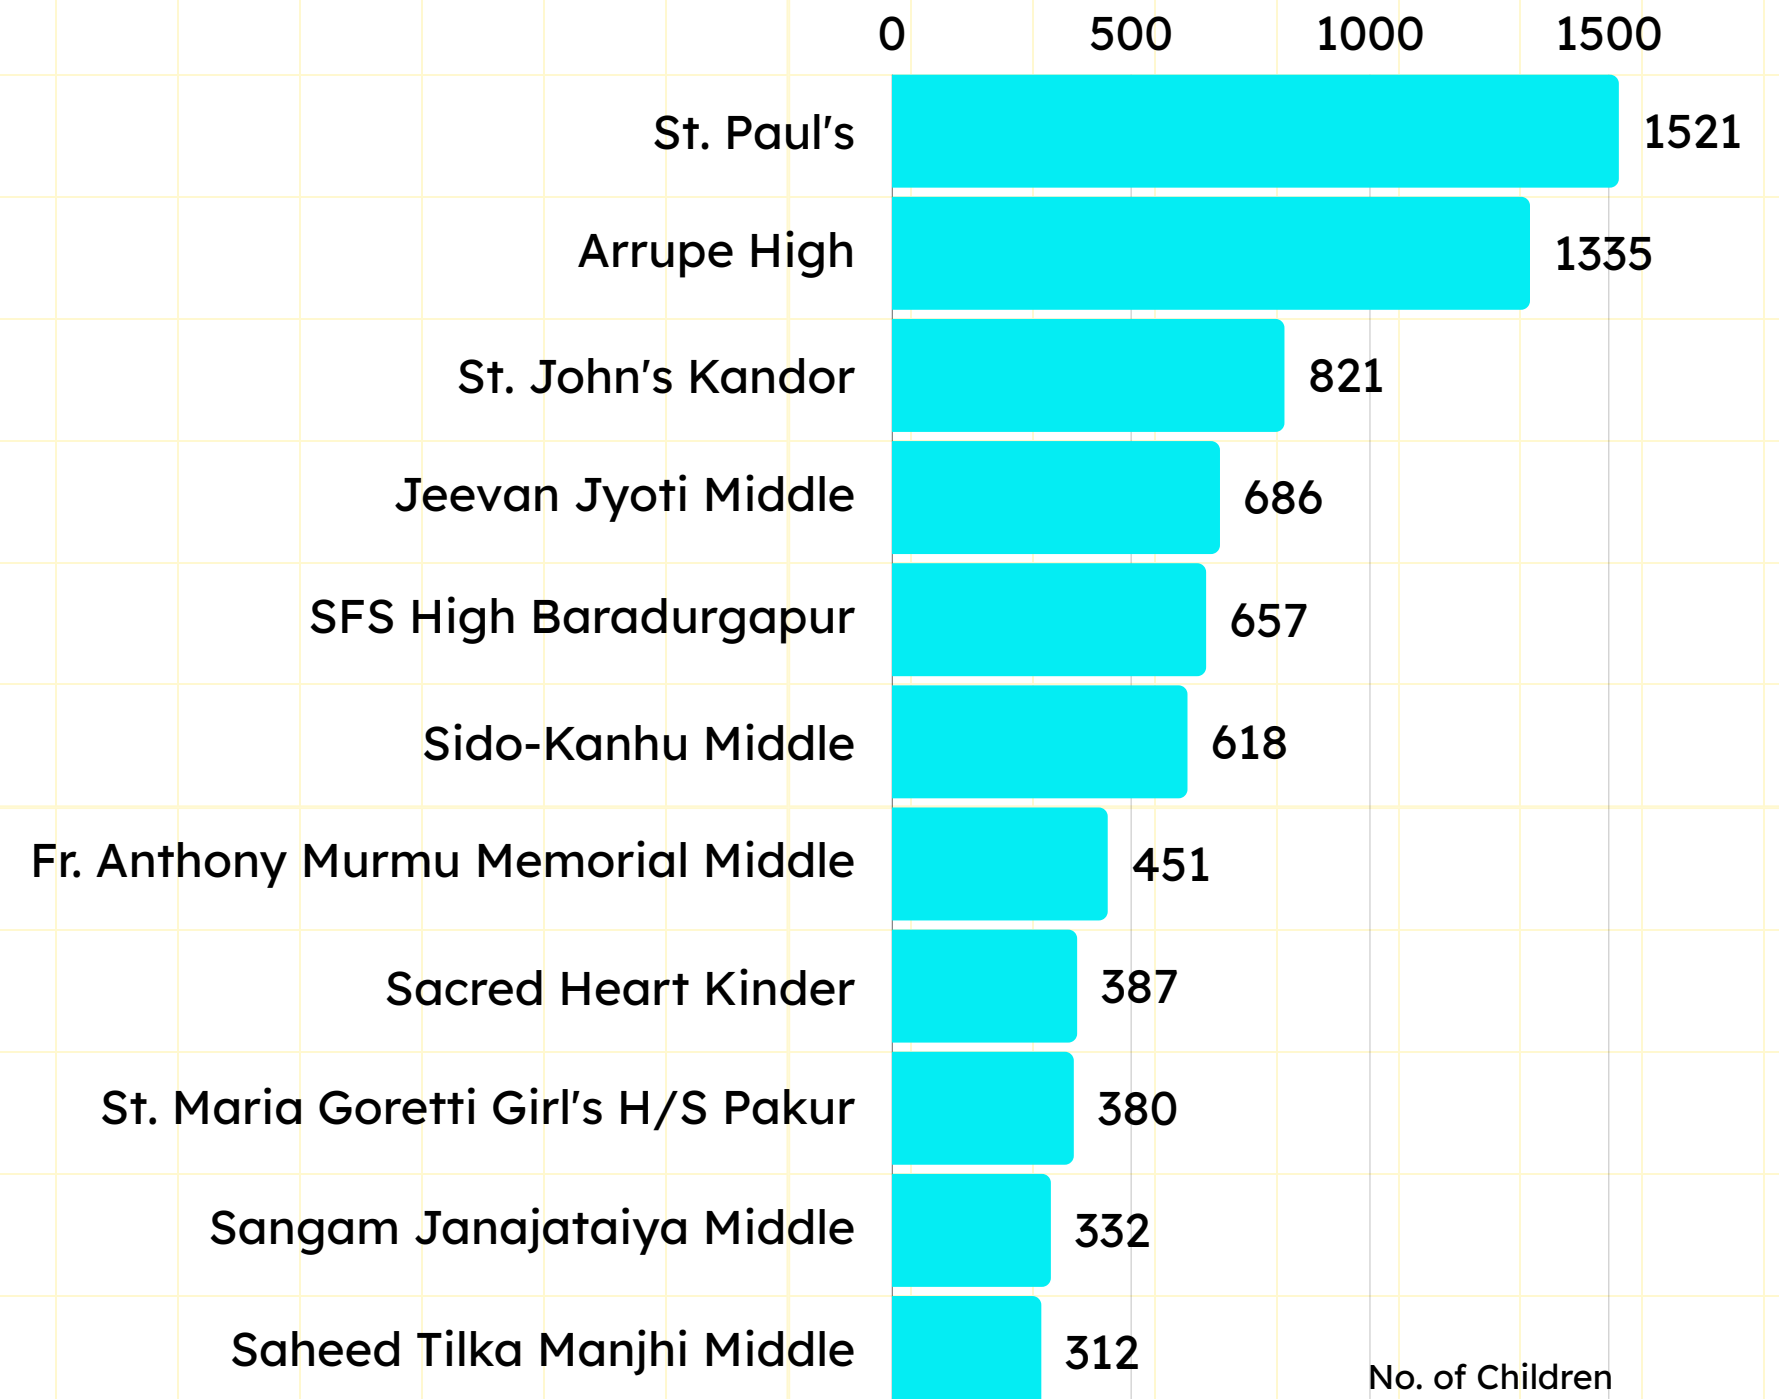 0 500 1000 1500
St. Paul's 1521
Arrupe High 1335
St. John's Kandor 821
Jeevan Jyoti Middle 686
SFS High Baradurgapur 657
Sido-Kanhu Middle 618
Fr. Anthony Murmu Memorial Middle 451
Sacred Heart Kinder 387
St. Maria Goretti Girl's H/S Pakur 380
Sangam Janajataiya Middle 332
Saheed Tilka Manjhi Middle 312
No. of Children